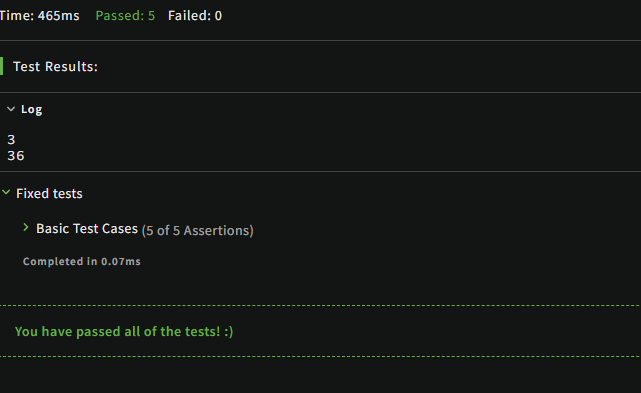 Time: 465ms Passed: 5 Failed: 0
Test Results:
Log
3
36
Fixed tests
Basic Test Cases (5 of 5 Assertions)
Completed in 0.07ms
You have passed all of the tests! :)